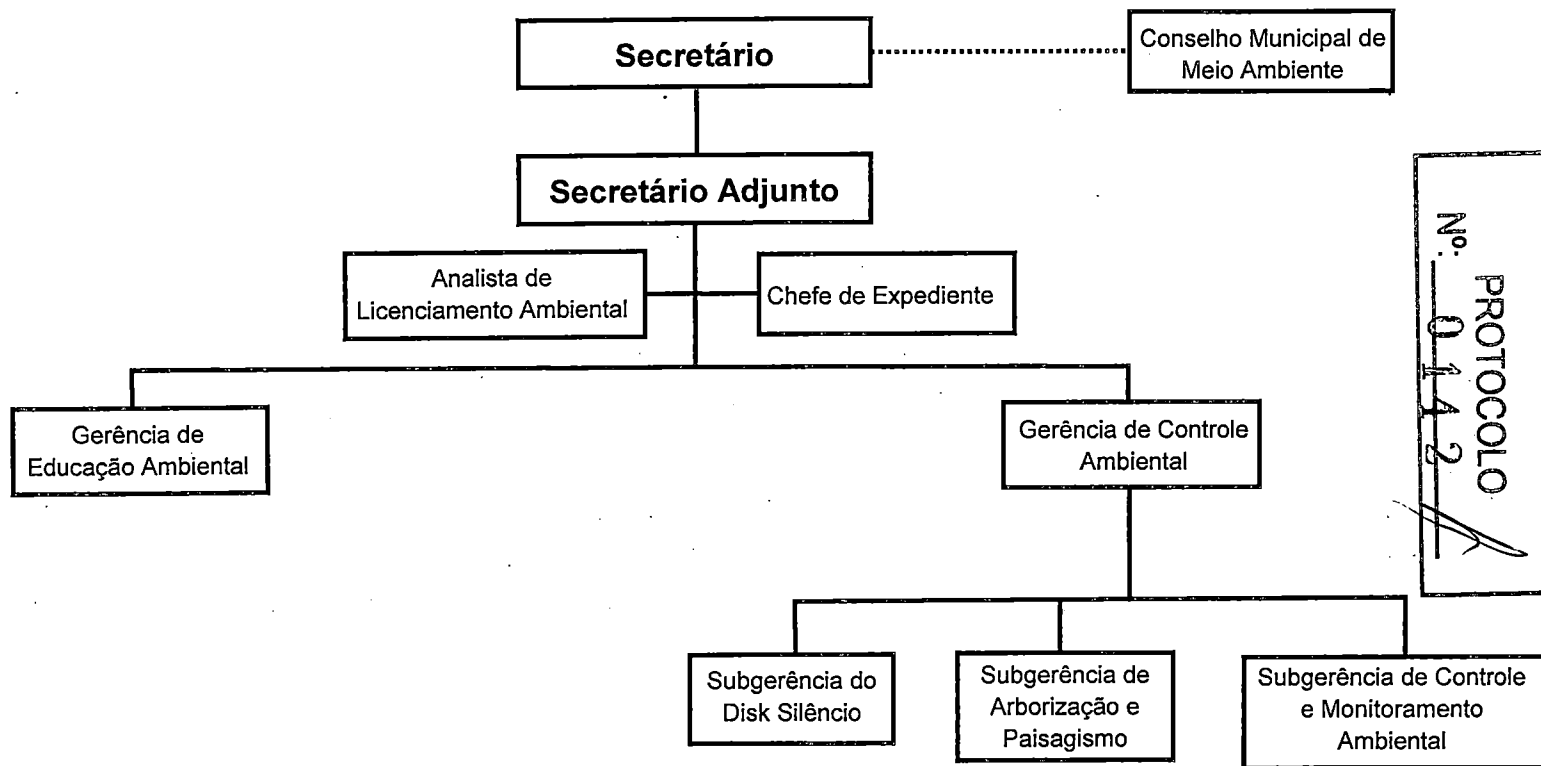 Secretário
Conselho Municipal de
Meio Ambiente
Secretário Adjunto
Analista de
Licenciamento Ambiental
Chefe de Expediente
Gerência de
Educação Ambiental
Gerência de Controle
Ambiental
Subgerência do
Disk Silêncio
Subgerência de
Arborização e
Paisagismo
Subgerência de Controle
e Monitoramento
Ambiental
PROTOCOLO
Nº: 0142